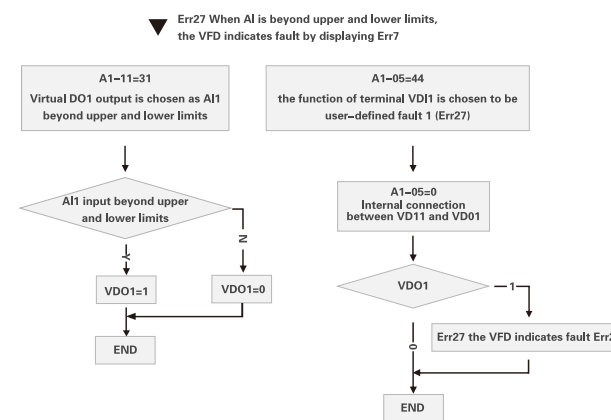 Err27 When AI is beyond upper and lower limits,
the VFD indicates fault by displaying Err7
A1-11=31
Virtual DO1 output is chosen as AI1
beyond upper and lower limits
AI1 input beyond upper
and lower limits
Y
N
VDO1=1
VDO1=0
END
A1-05=44
the function of terminal VDI1 is chosen to be
user-defined fault 1 (Err27)
A1-05=0
Internal connection
between VD11 and VD01
VDO1
1
0
Err27 the VFD indicates fault Err2
END